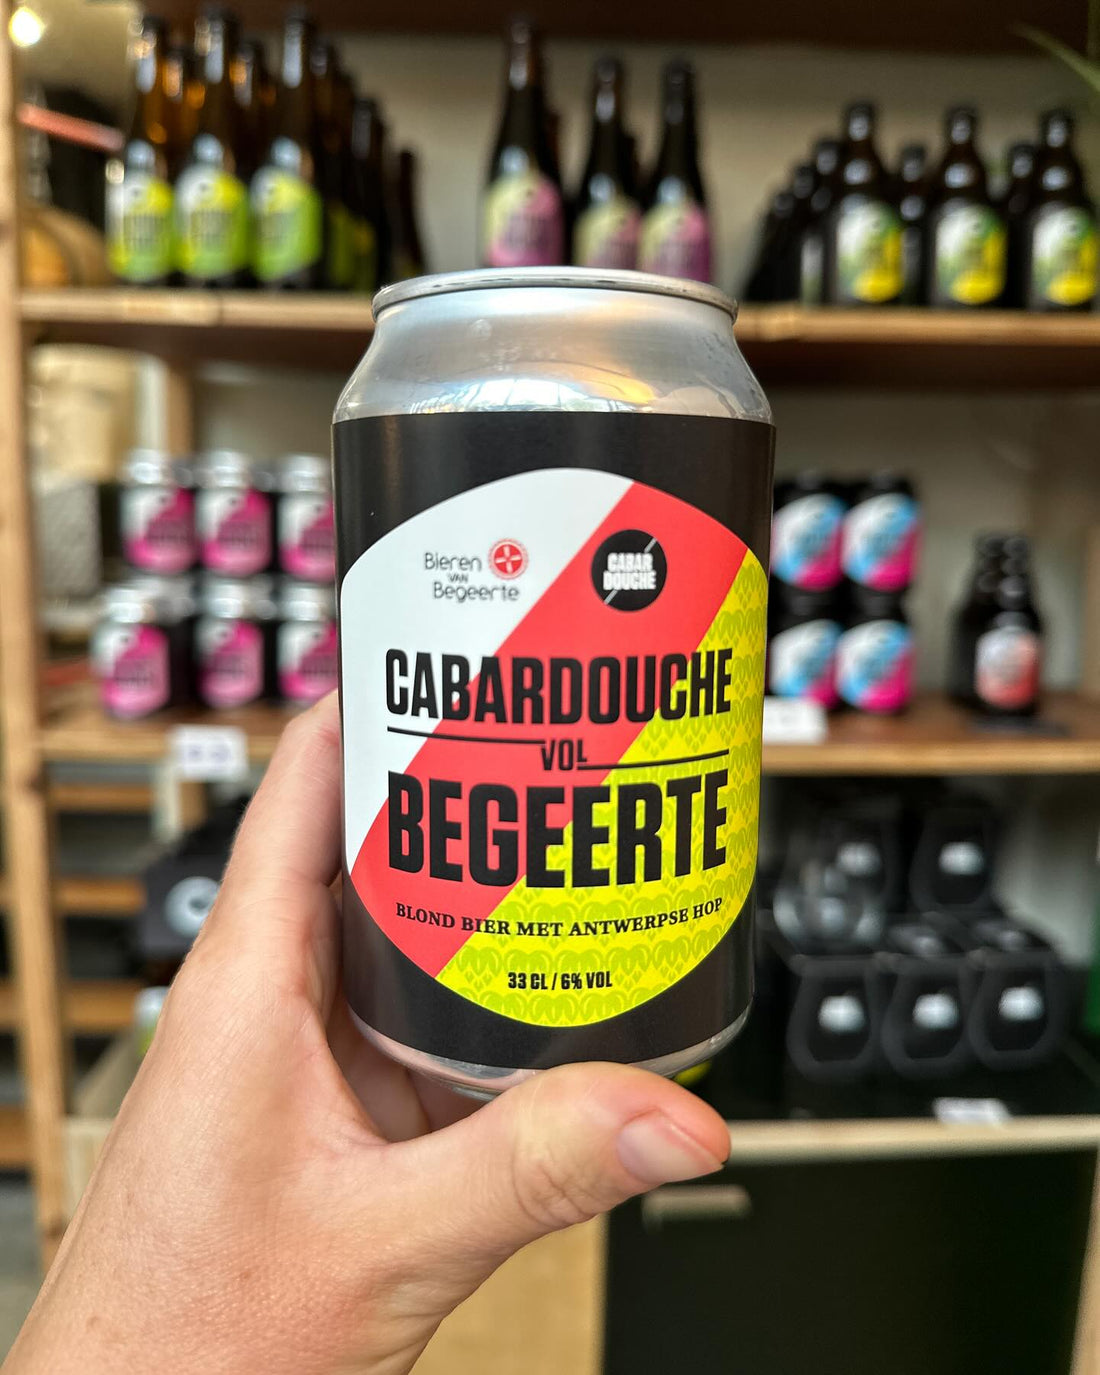 Bieren
VAN
Begeerte
CABAR
DOUCHE
CABARDOUCHE
VOL
BEGEERTE
BLOND BIER MET ANTWERPSE HOP
33 CL / 6% VOL